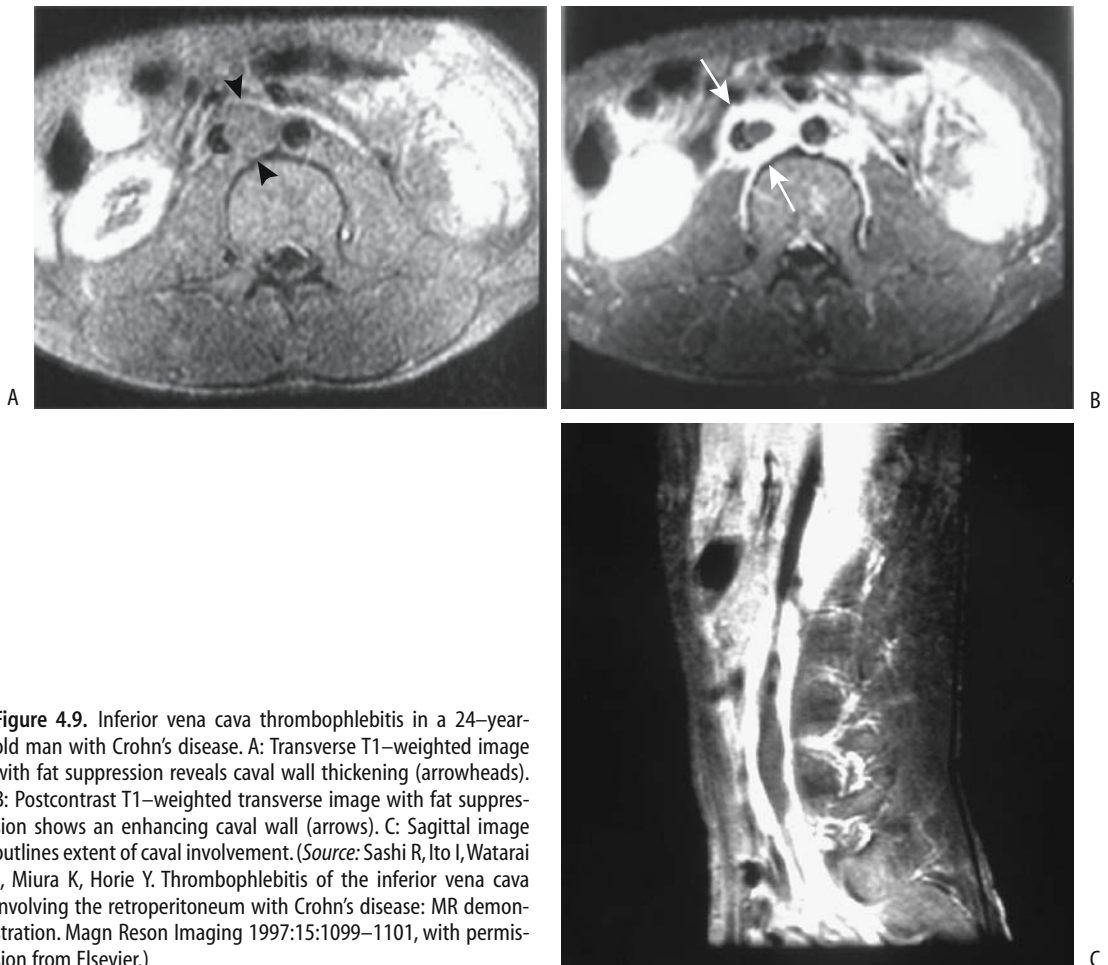 A
B
Figure 4.9. Inferior vena cava thrombophlebitis in a 24–year-
old man with Crohn's disease. A: Transverse T1–weighted image
with fat suppression reveals caval wall thickening (arrowheads).
B: Postcontrast T1–weighted transverse image with fat suppres-
sion shows an enhancing caval wall (arrows). C: Sagittal image
outlines extent of caval involvement. (Source: Sashi R, Ito I, Watarai
, Miura K, Horie Y. Thrombophlebitis of the inferior vena cava
involving the retroperitoneum with Crohn's disease: MR demon-
stration. Magn Reson Imaging 1997:15:1099–1101, with permis-
sion from Elsevier.)
C